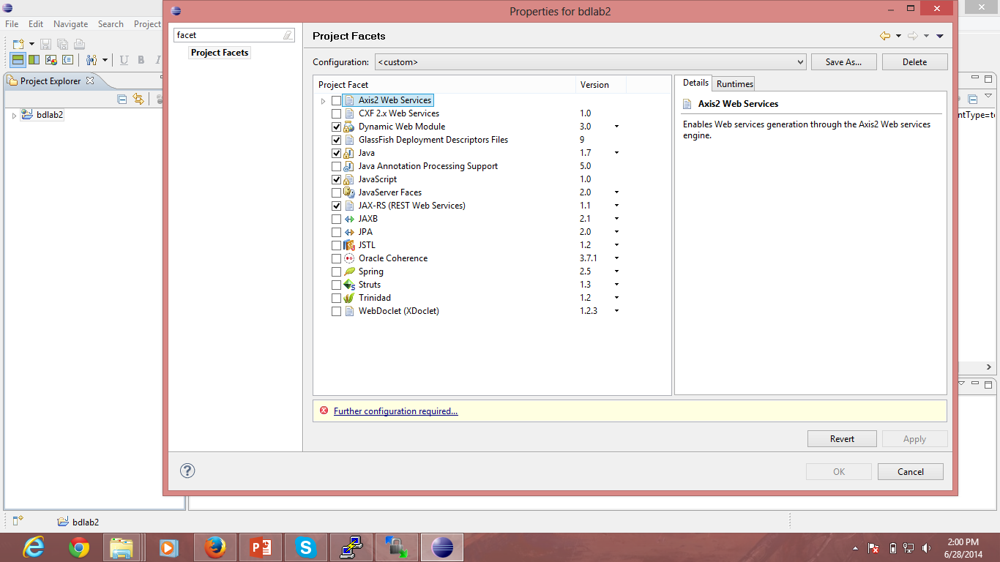 Properties for bdlab2
File Edit Navigate Search Project
facet
Project Facets
Project Facets
Configuration: <custom> Save As... Delete
U B I
Project Explorer
bdlab2
Project Facet Version
Axis2 Web Services
CXF 2.x Web Services 1.0
Dynamic Web Module 3.0
GlassFish Deployment Descriptors Files 9
Java 1.7
Java Annotation Processing Support 5.0
JavaScript 1.0
JavaServer Faces 2.0
JAX-RS (REST Web Services) 1.1
JAXB 2.1
JPA 2.0
JSTL 1.2
Oracle Coherence 3.7.1
Spring 2.5
Struts 1.3
Trinidad 1.2
WebDoclet (XDoclet) 1.2.3
Details Runtimes
Axis2 Web Services
Enables Web services generation through the Axis2 Web services
engine.
ntType=te
Further configuration required...
Revert Apply
OK Cancel
bdlab2
2:00 PM
6/28/2014